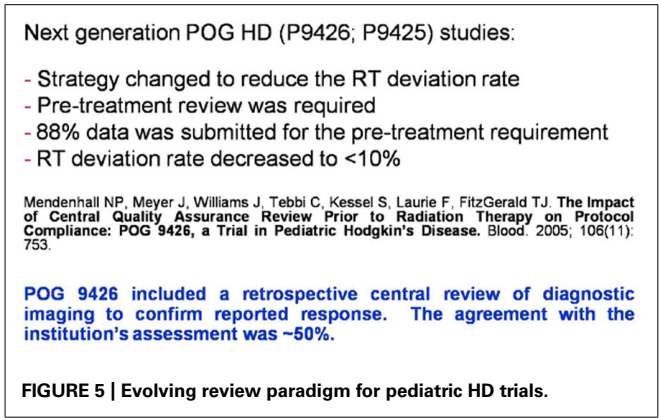 Next generation POG HD (P9426; P9425) studies:
- Strategy changed to reduce the RT deviation rate
- Pre-treatment review was required
- 88% data was submitted for the pre-treatment requirement
- RT deviation rate decreased to <10%
Mendenhall NP, Meyer J, Williams J, Tebbi C, Kessel S, Laurie F, FitzGerald TJ. The Impact
of Central Quality Assurance Review Prior to Radiation Therapy on Protocol
Compliance: POG 9426, a Trial in Pediatric Hodgkin's Disease. Blood. 2005; 106(11):
753.
POG 9426 included a retrospective central review of diagnostic
imaging to confirm reported response. The agreement with the
institution's assessment was ~50%.
FIGURE 5 | Evolving review paradigm for pediatric HD trials.